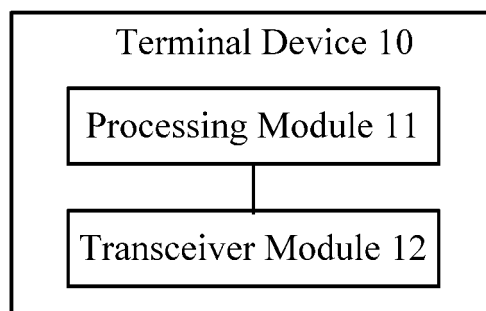 Terminal Device 10
Processing Module 11
Transceiver Module 12